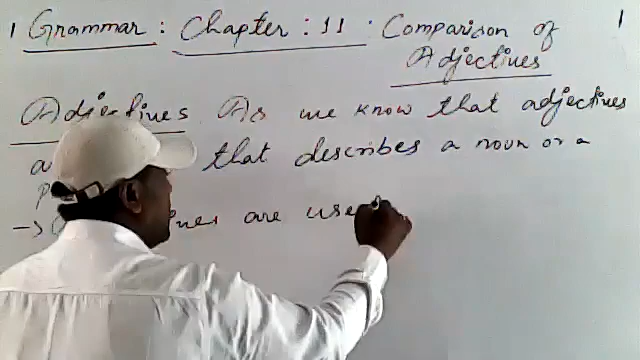 1 Grammar : Chapter : 11 : Comparison of 1
Adjectives
Adjectives As we know that adjectives
a that describes a noun or a
p
→ ives are use